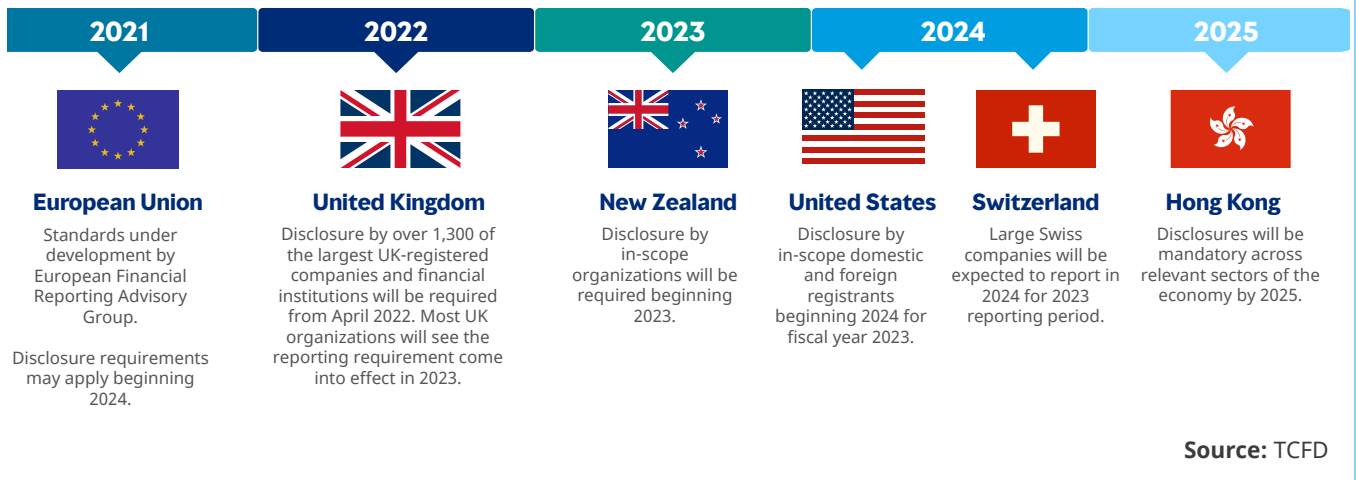 2021
2022
2023
2024
2025
European Union
Standards under
development by
European Financial
Reporting Advisory
Group.
Disclosure requirements
may apply beginning
2024.
United Kingdom
Disclosure by over 1,300 of
the largest UK-registered
companies and financial
institutions will be required
from April 2022. Most UK
organizations will see the
reporting requirement come
into effect in 2023.
New Zealand
Disclosure by
in-scope
organizations will be
required beginning
2023.
United States
Disclosure by
in-scope domestic
and foreign
registrants
beginning 2024 for
fiscal year 2023.
Switzerland
Large Swiss
companies will be
expected to report in
2024 for 2023
reporting period.
Hong Kong
Disclosures will be
mandatory across
relevant sectors of the
economy by 2025.
Source: TCFD